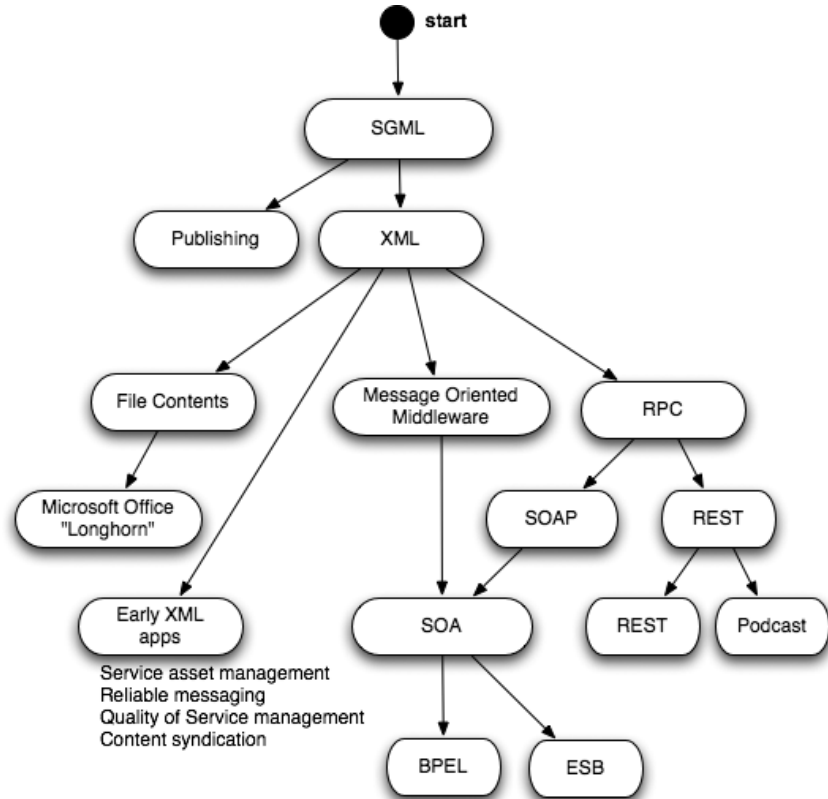 start
SGML
Publishing
XML
File Contents
Message Oriented
Middleware
RPC
Microsoft Office
"Longhorn"
SOAP
REST
Early XML
apps
SOA
REST
Podcast
Service asset management
Reliable messaging
Quality of Service management
Content syndication
BPEL
ESB